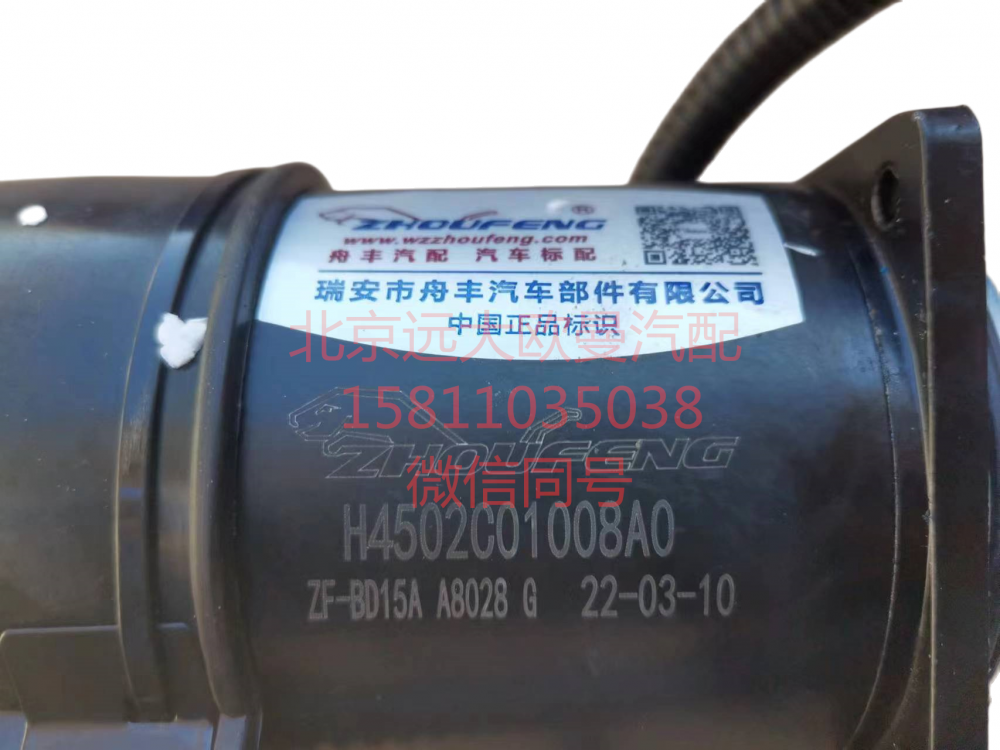 ZHOUFENG®
www.wzzhoufeng.com
舟丰汽配 汽车标配
瑞安市舟丰汽车部件有限公司
中国正品标识
北京远大欧曼汽配
15811035038
ZHOUFENG
微信同号
H4502C01008A0
ZF-BD15A A8028 G 22-03-10